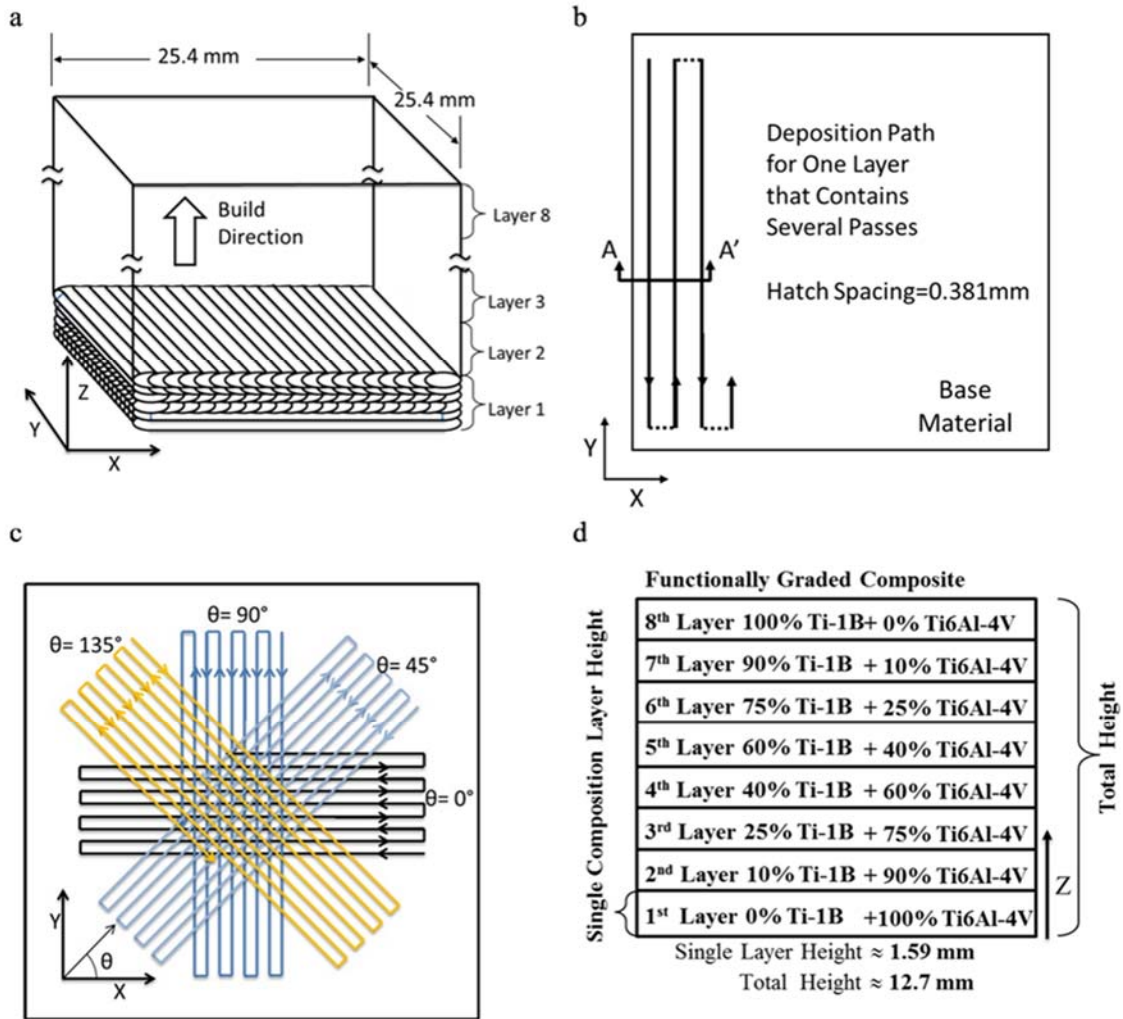 a
25.4 mm
25.4 mm
Build
Direction
Layer 8
Layer 3
Layer 2
Layer 1
Z
Y
X
b
Deposition Path
for One Layer
that Contains
Several Passes
A
A'
Hatch Spacing=0.381mm
Base
Material
Y
X
c
θ= 90°
θ= 135°
θ= 45°
θ= 0°
Y
θ
X
d
Functionally Graded Composite
Single Composition Layer Height
8th Layer 100% Ti-1B+ 0% Ti6Al-4V
7th Layer 90% Ti-1B + 10% Ti6Al-4V
6th Layer 75% Ti-1B + 25% Ti6Al-4V
5th Layer 60% Ti-1B + 40% Ti6Al-4V
4th Layer 40% Ti-1B + 60% Ti6Al-4V
3rd Layer 25% Ti-1B + 75% Ti6Al-4V
2nd Layer 10% Ti-1B + 90% Ti6Al-4V
1st Layer 0% Ti-1B +100% Ti6Al-4V
Z
Total Height
Single Layer Height ≈ 1.59 mm
Total Height ≈ 12.7 mm